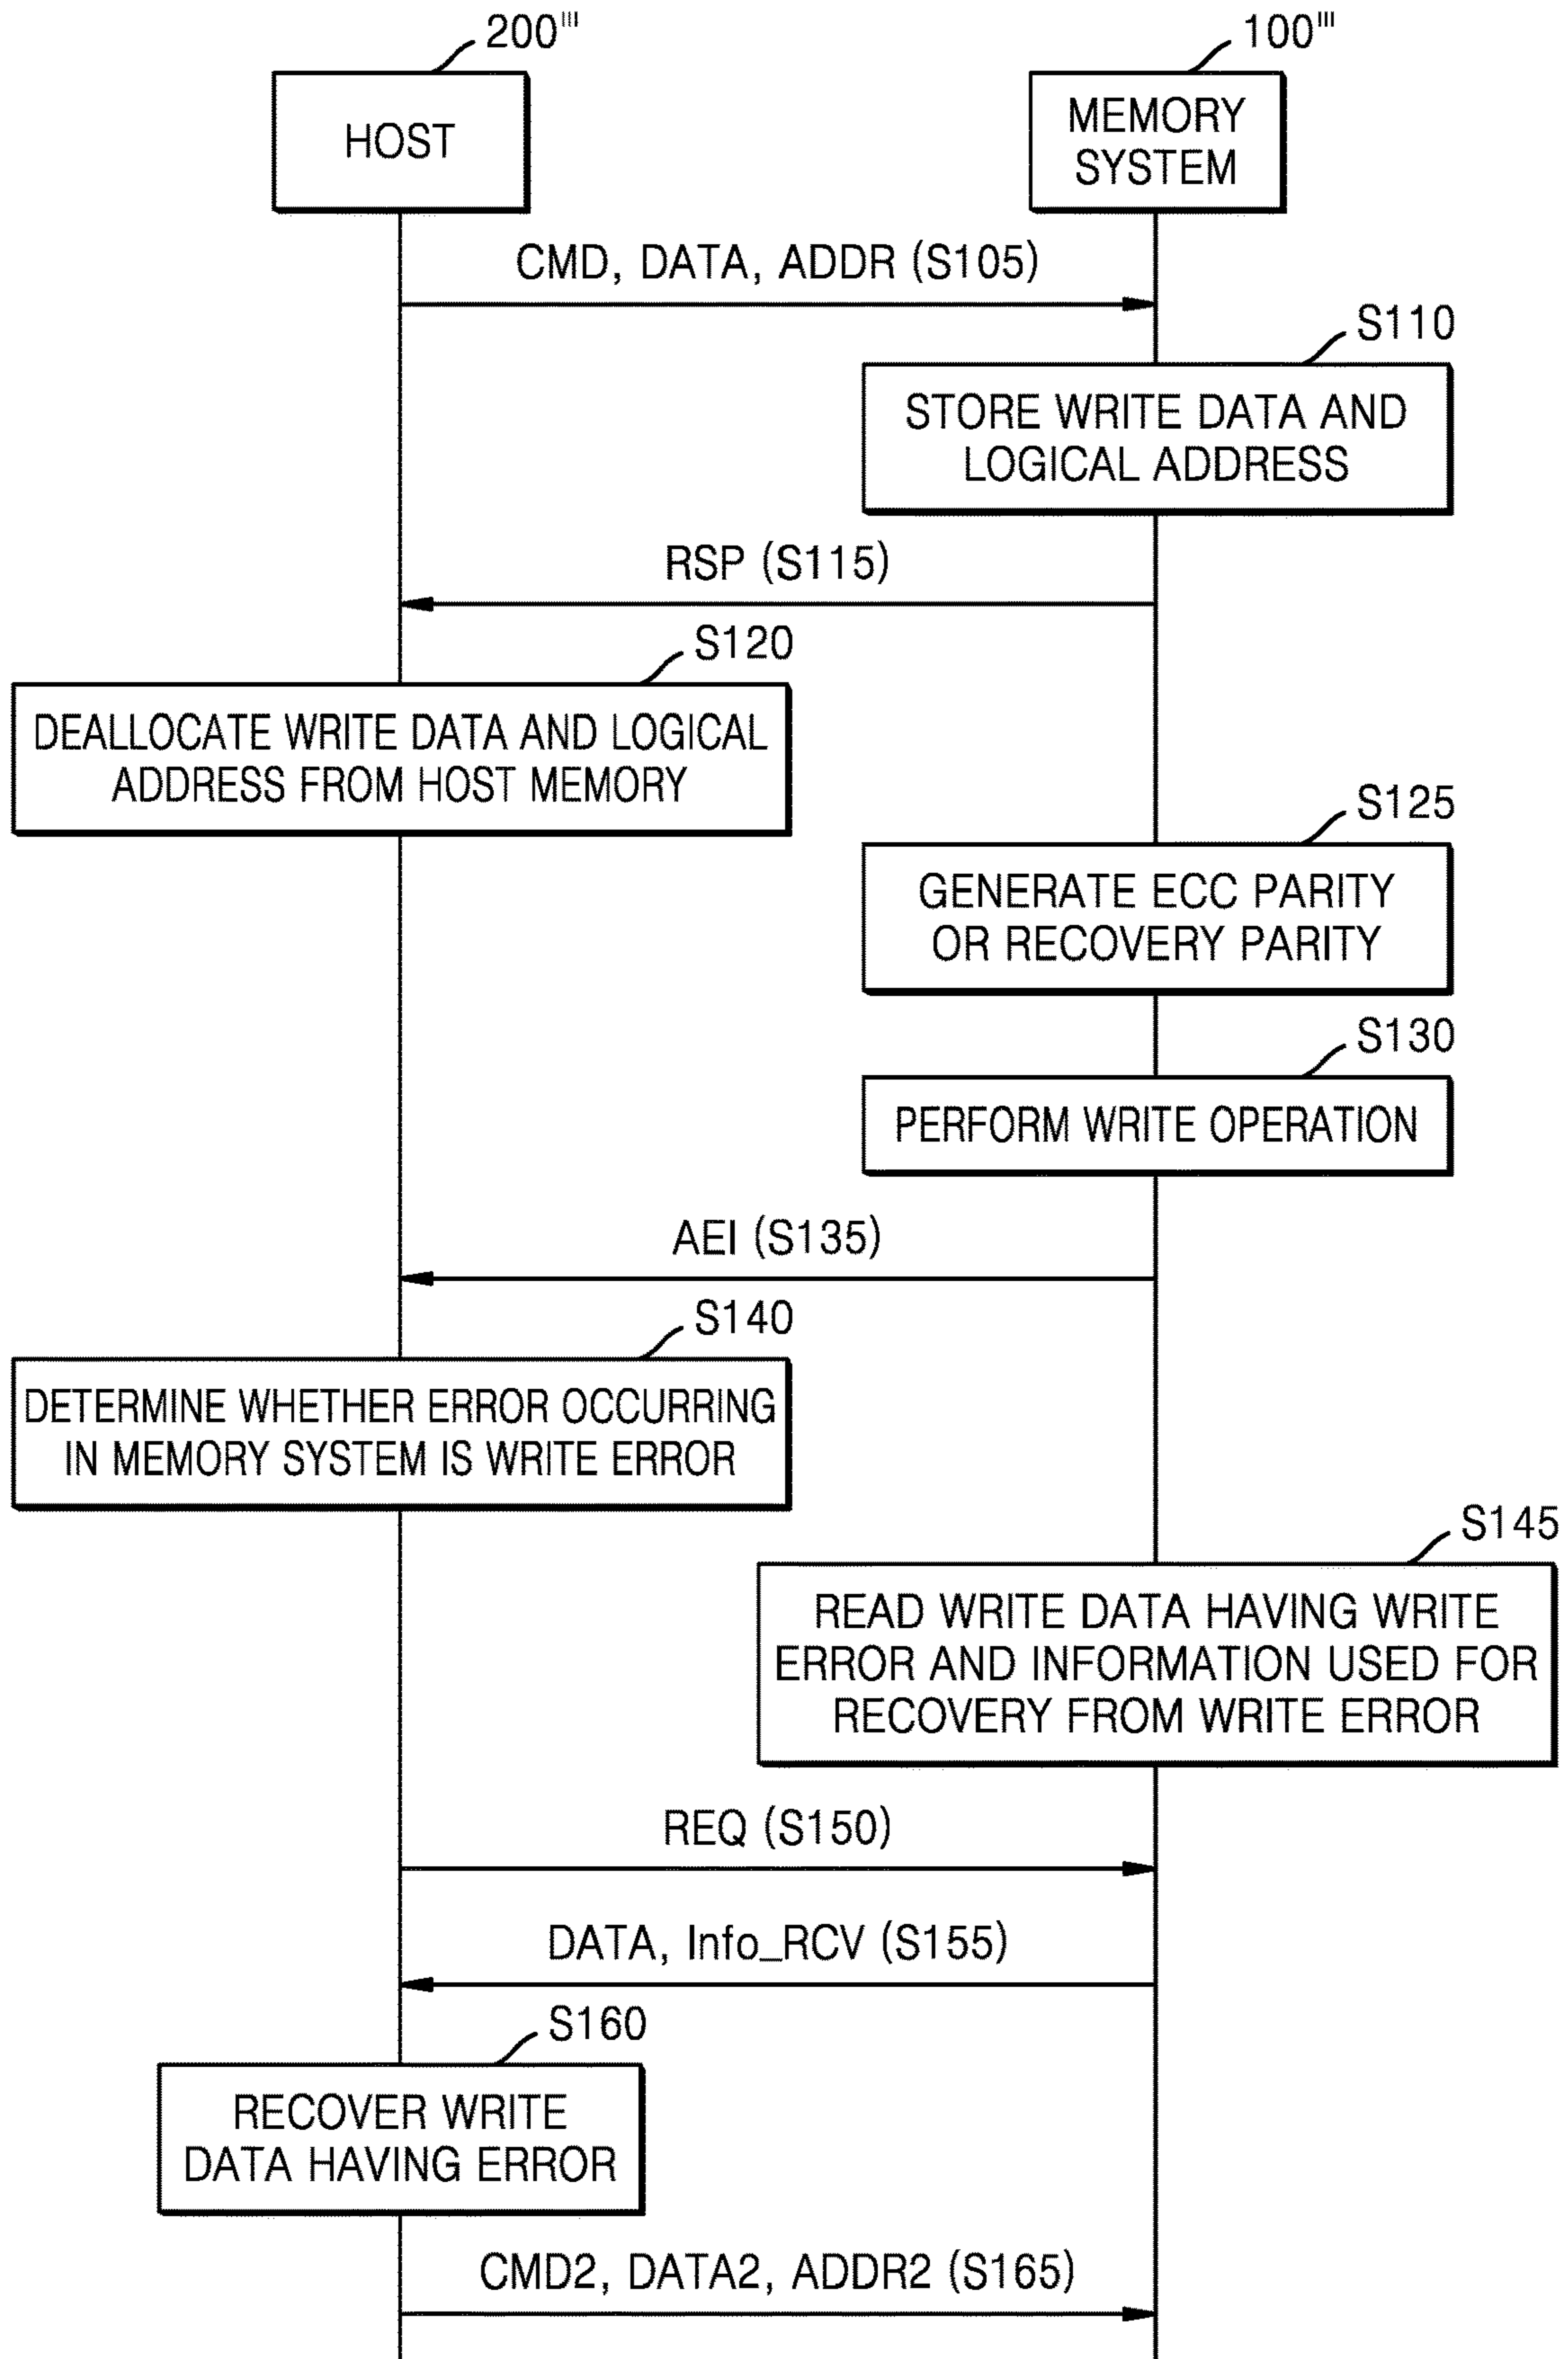 200'''
100'''
HOST
MEMORY
SYSTEM
CMD, DATA, ADDR (S105)
S110
STORE WRITE DATA AND
LOGICAL ADDRESS
RSP (S115)
S120
DEALLOCATE WRITE DATA AND LOGICAL
ADDRESS FROM HOST MEMORY
S125
GENERATE ECC PARITY
OR RECOVERY PARITY
S130
PERFORM WRITE OPERATION
AEI (S135)
S140
DETERMINE WHETHER ERROR OCCURRING
IN MEMORY SYSTEM IS WRITE ERROR
S145
READ WRITE DATA HAVING WRITE
ERROR AND INFORMATION USED FOR
RECOVERY FROM WRITE ERROR
REQ (S150)
DATA, Info_RCV (S155)
S160
RECOVER WRITE
DATA HAVING ERROR
CMD2, DATA2, ADDR2 (S165)